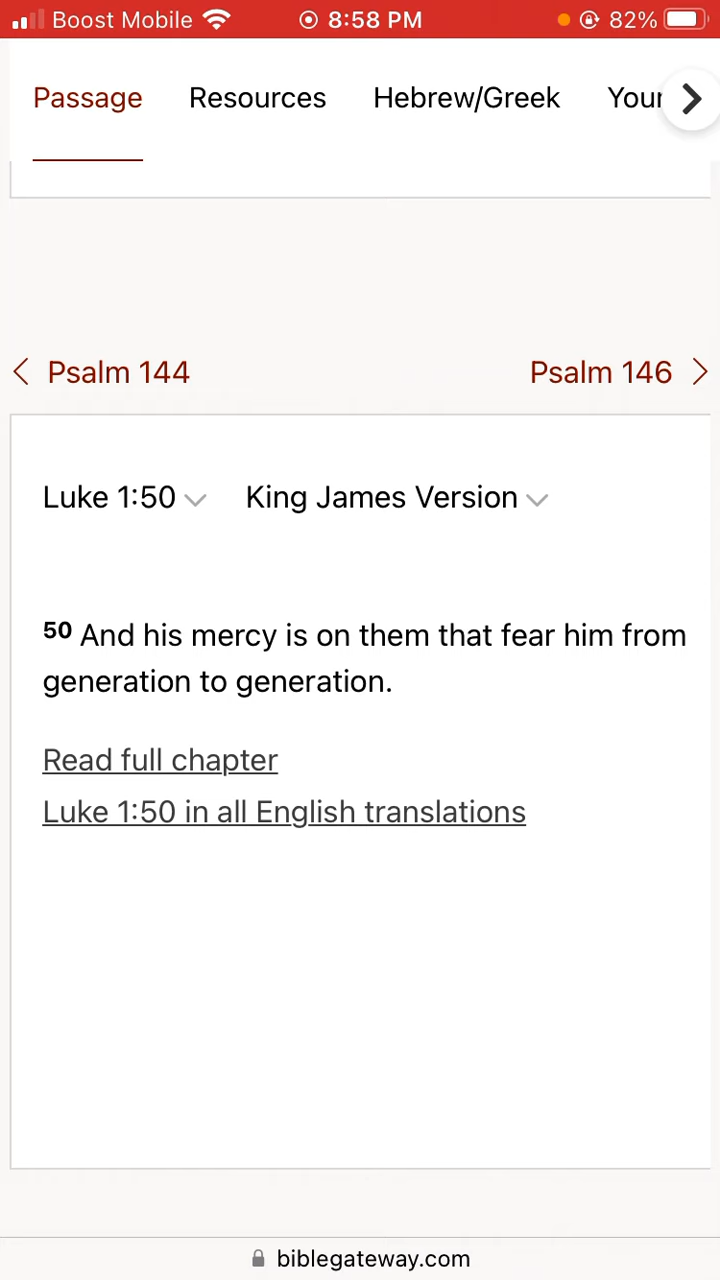 Boost Mobile 8:58 PM 82%
Passage Resources Hebrew/Greek Your
Psalm 144 Psalm 146
Luke 1:50 King James Version
50 And his mercy is on them that fear him from
generation to generation.
Read full chapter
Luke 1:50 in all English translations
biblegateway.com